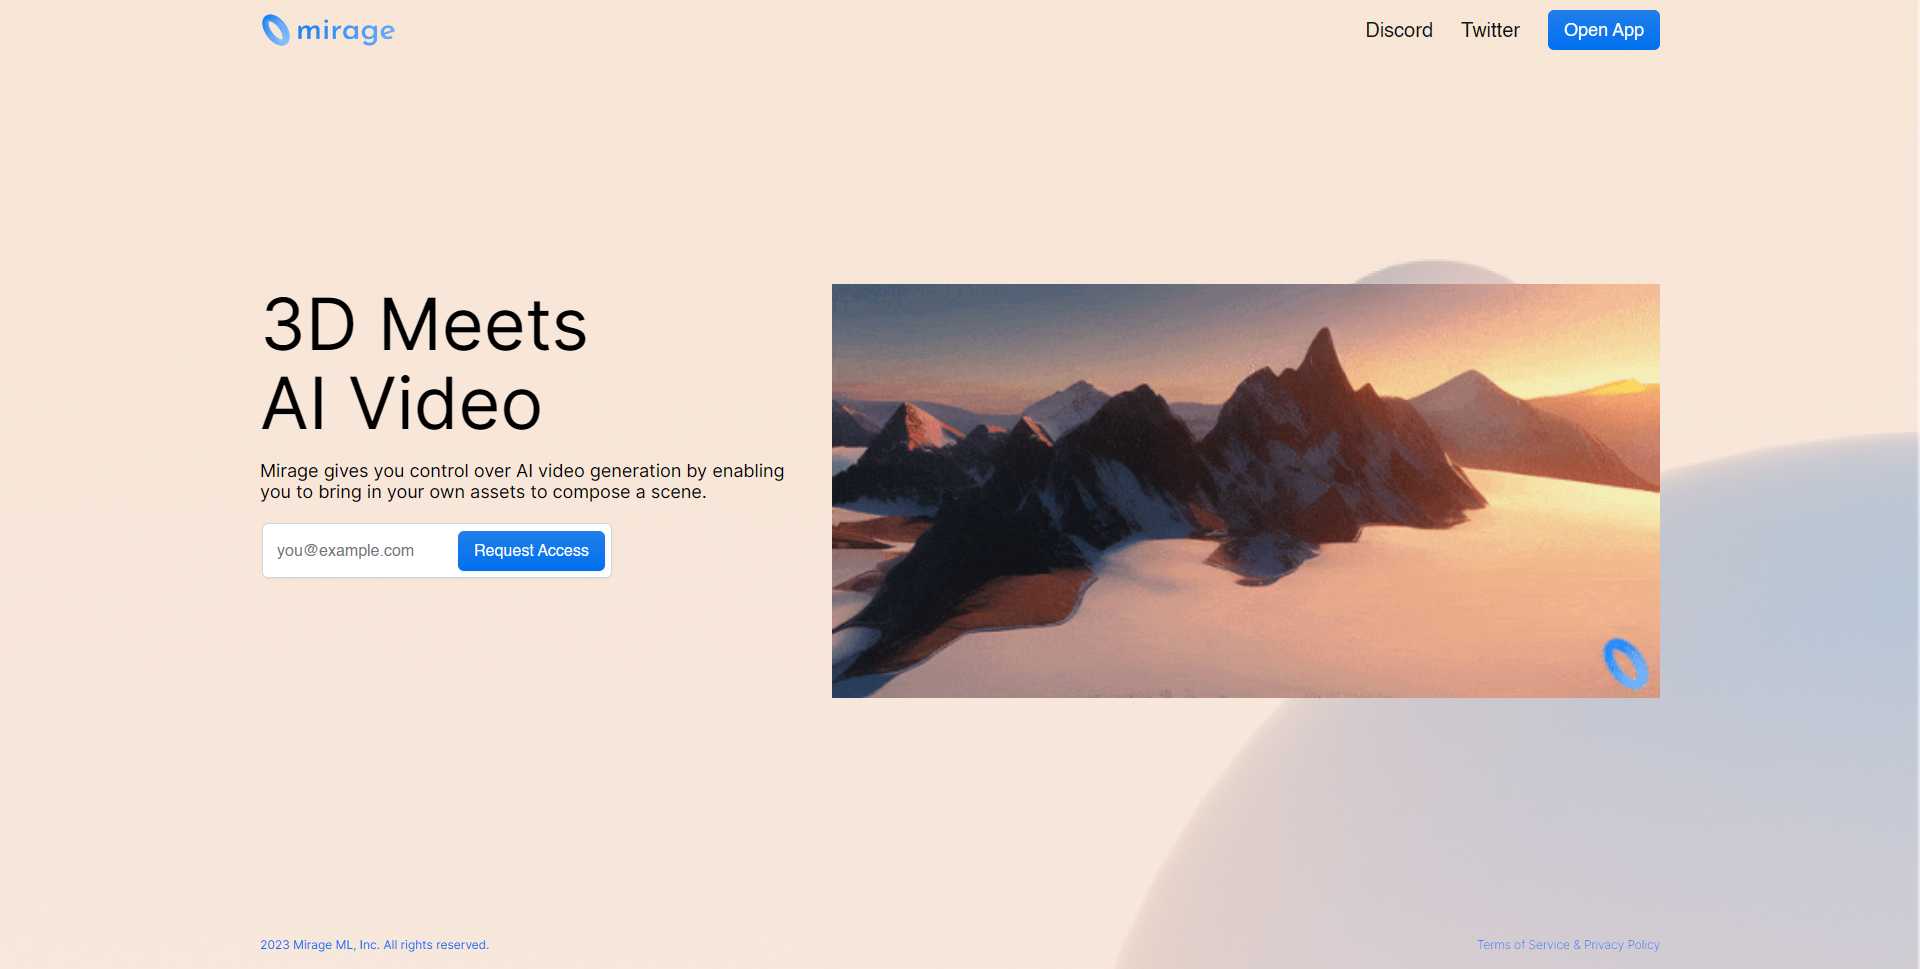 mirage
Discord
Twitter
Open App
3D Meets
AI Video
Mirage gives you control over AI video generation by enabling
you to bring in your own assets to compose a scene.
you@example.com
Request Access
2023 Mirage ML, Inc. All rights reserved.
Terms of Service & Privacy Policy